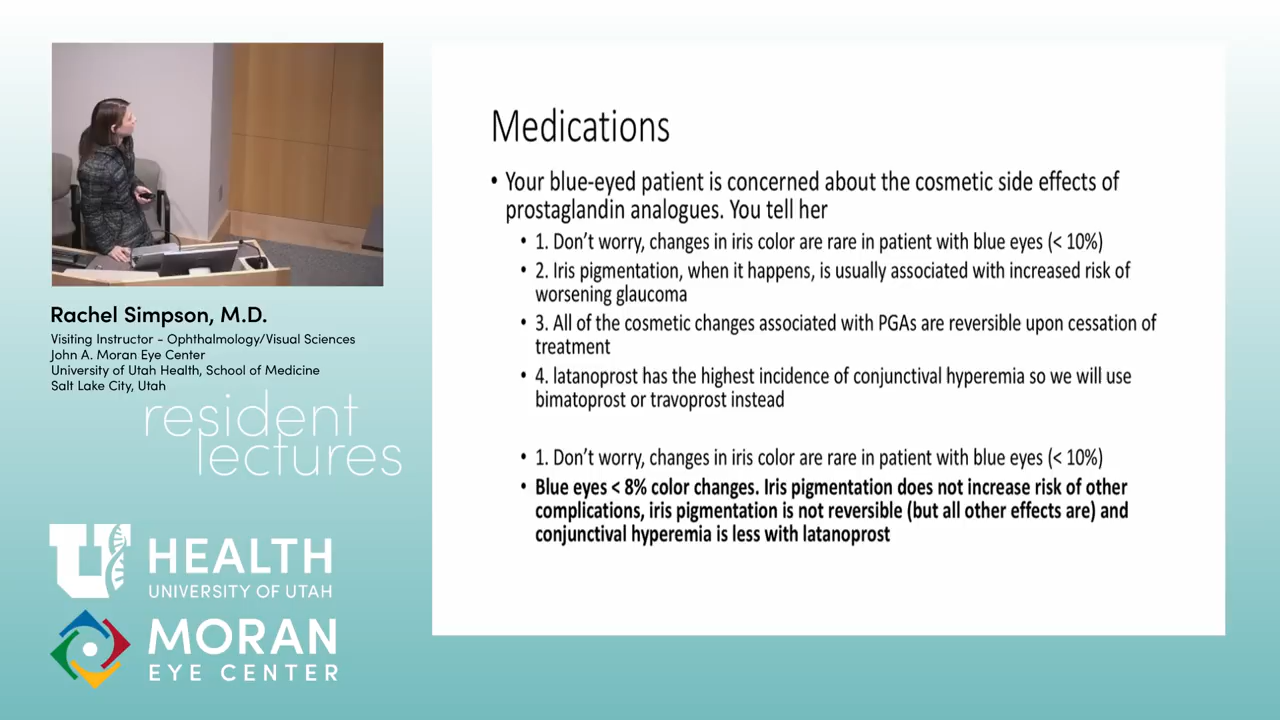 Rachel Simpson, M.D.
Visiting Instructor - Ophthalmology/Visual Sciences
John A. Moran Eye Center
University of Utah Health, School of Medicine
Salt Lake City, Utah
resident
lectures
U HEALTH
UNIVERSITY OF UTAH
MORAN
EYE CENTER
Medications
• Your blue-eyed patient is concerned about the cosmetic side effects of
prostaglandin analogues. You tell her
• 1. Don't worry, changes in iris color are rare in patient with blue eyes (< 10%)
• 2. Iris pigmentation, when it happens, is usually associated with increased risk of
worsening glaucoma
• 3. All of the cosmetic changes associated with PGAs are reversible upon cessation of
treatment
• 4. latanoprost has the highest incidence of conjunctival hyperemia so we will use
bimatoprost or travoprost instead
• 1. Don't worry, changes in iris color are rare in patient with blue eyes (< 10%)
• Blue eyes < 8% color changes. Iris pigmentation does not increase risk of other
complications, iris pigmentation is not reversible (but all other effects are) and
conjunctival hyperemia is less with latanoprost